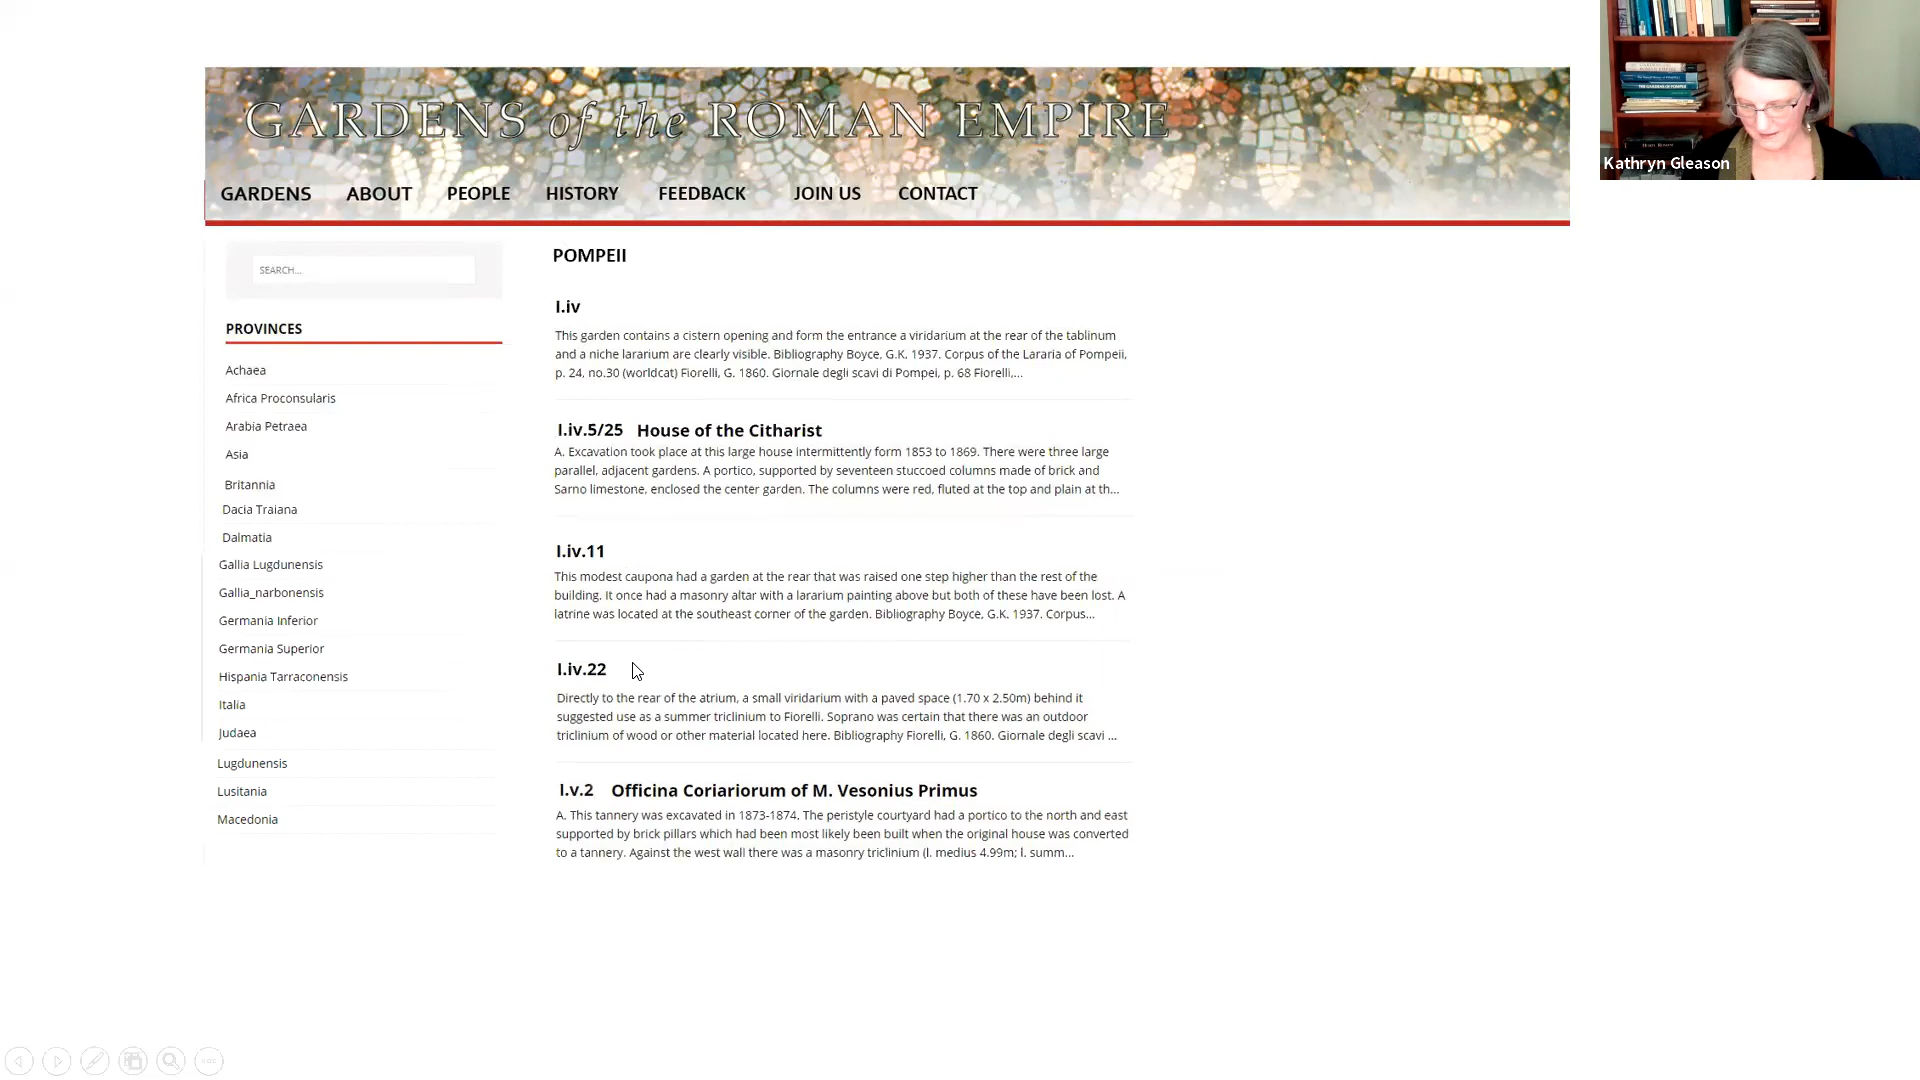 GARDENS of the ROMAN EMPIRE
GARDENS ABOUT PEOPLE HISTORY FEEDBACK JOIN US CONTACT
Kathryn Gleason
SEARCH...
PROVINCES
Achaea
Africa Proconsularis
Arabia Petraea
Asia
Britannia
Dacia Traiana
Dalmatia
Gallia Lugdunensis
Gallia_narbonensis
Germania Inferior
Germania Superior
Hispania Tarraconensis
Italia
Judaea
Lugdunensis
Lusitania
Macedonia
POMPEII
I.iv
This garden contains a cistern opening and form the entrance a viridarium at the rear of the tablinum
and a niche lararium are clearly visible. Bibliography Boyce, G.K. 1937. Corpus of the Lararia of Pompeii,
p. 24, no.30 (worldcat) Fiorelli, G. 1860. Giornale degli scavi di Pompei, p. 68 Fiorelli,...
I.iv.5/25 House of the Citharist
A. Excavation took place at this large house intermittently form 1853 to 1869. There were three large
parallel, adjacent gardens. A portico, supported by seventeen stuccoed columns made of brick and
Sarno limestone, enclosed the center garden. The columns were red, fluted at the top and plain at th...
I.iv.11
This modest caupona had a garden at the rear that was raised one step higher than the rest of the
building. It once had a masonry altar with a lararium painting above but both of these have been lost. A
latrine was located at the southeast corner of the garden. Bibliography Boyce, G.K. 1937. Corpus...
I.iv.22
Directly to the rear of the atrium, a small viridarium with a paved space (1.70 x 2.50m) behind it
suggested use as a summer triclinium to Fiorelli. Soprano was certain that there was an outdoor
triclinium of wood or other material located here. Bibliography Fiorelli, G. 1860. Giornale degli scavi ...
I.v.2 Officina Coriariorum of M. Vesonius Primus
A. This tannery was excavated in 1873-1874. The peristyle courtyard had a portico to the north and east
supported by brick pillars which had been most likely been built when the original house was converted
to a tannery. Against the west wall there was a masonry triclinium (l. medius 4.99m; l. summ...